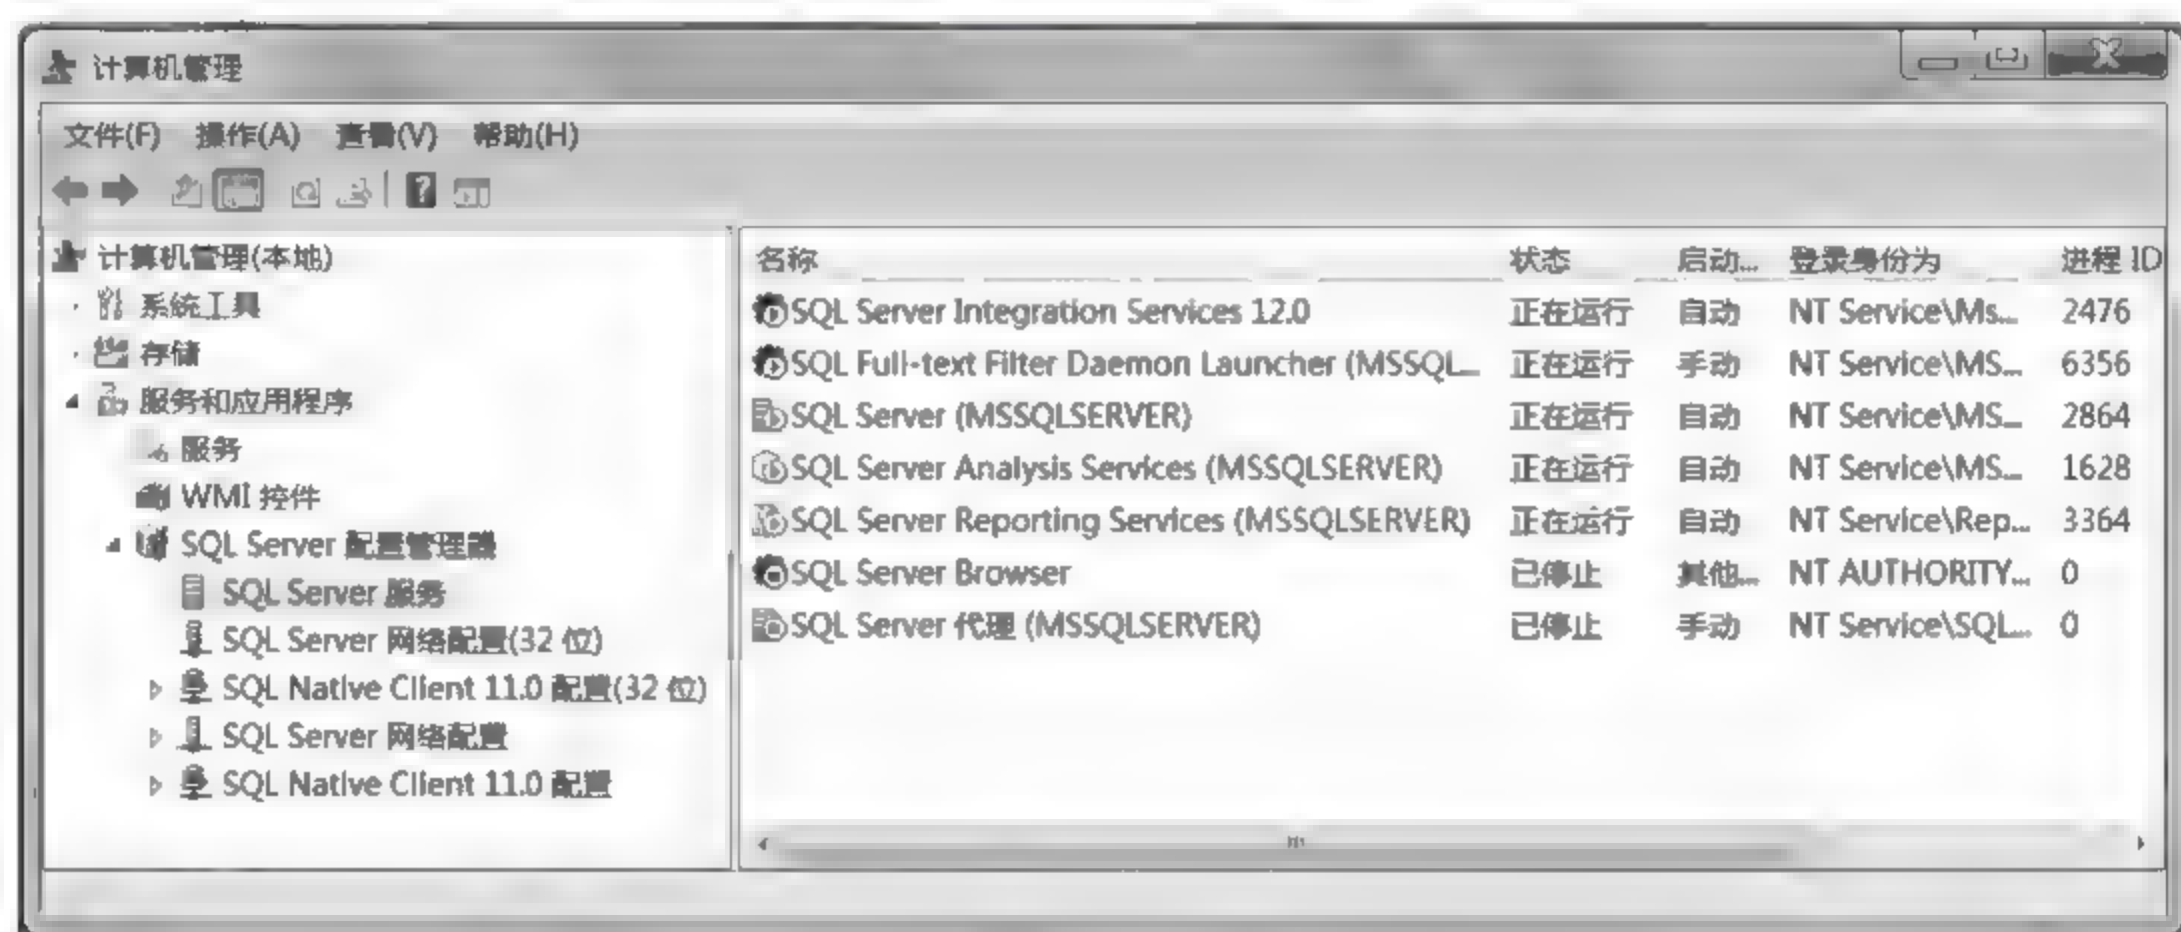 计算机管理
文件(F) 操作(A) 查看(V) 帮助(H)
计算机管理(本地)
系统工具
存储
服务和应用程序
服务
WMI 控件
SQL Server 配置管理器
SQL Server 服务
SQL Server 网络配置(32 位)
SQL Native Client 11.0 配置(32 位)
SQL Server 网络配置
SQL Native Client 11.0 配置
名称 状态 启动... 登录身份为 进程 ID
SQL Server Integration Services 12.0 正在运行 自动 NT Service\Ms... 2476
SQL Full-text Filter Daemon Launcher (MSSQL... 正在运行 手动 NT Service\MS... 6356
SQL Server (MSSQLSERVER) 正在运行 自动 NT Service\MS... 2864
SQL Server Analysis Services (MSSQLSERVER) 正在运行 自动 NT Service\MS... 1628
SQL Server Reporting Services (MSSQLSERVER) 正在运行 自动 NT Service\Rep... 3364
SQL Server Browser 已停止 其他... NT AUTHORITY... 0
SQL Server 代理 (MSSQLSERVER) 已停止 手动 NT Service\SQL... 0